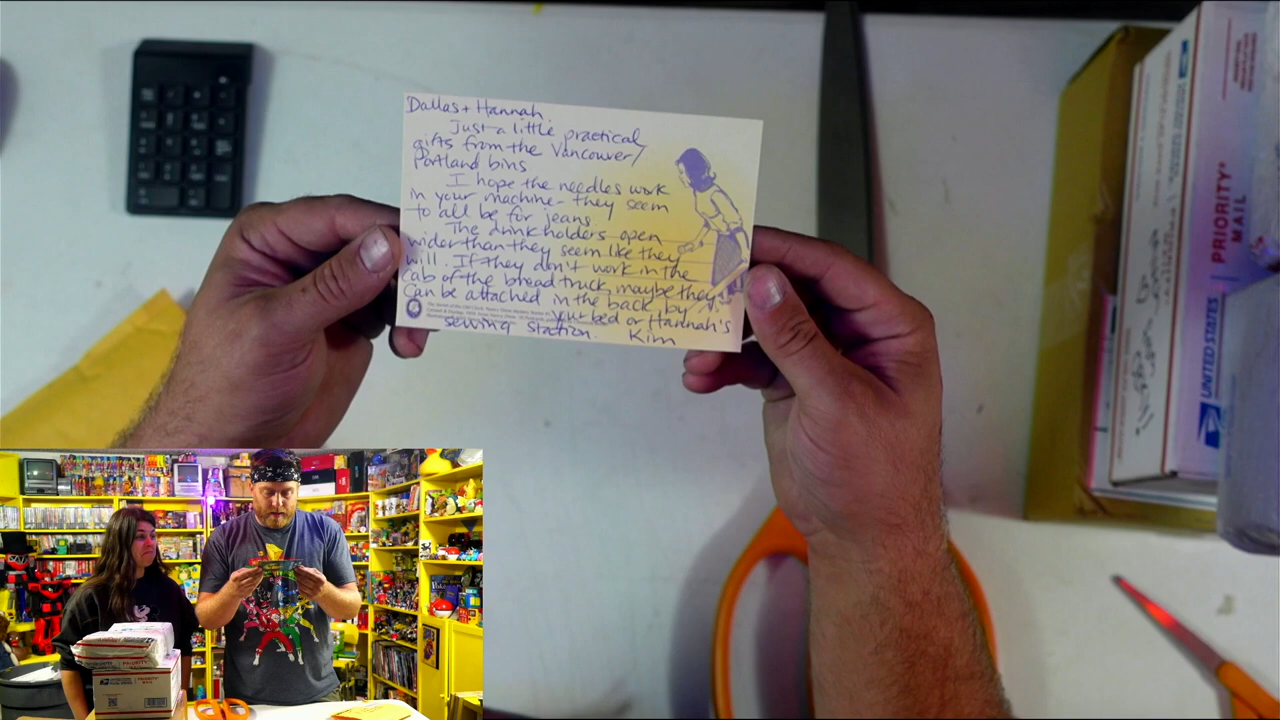 Dallas + Hannah.
Just a little practical
gifts from the Vancouver/
Portland bins
I hope the needles work
in your machine - they seem
to all be for jeans.
The drink holders open
wider than they seem like they
will. If they don't work in the
cab of the bread truck, maybe they
can be attached in the back by
your bed or Hannah's
sewing station. Kim
PRIORITY
MAIL
UNITED STATES
PRIORITY